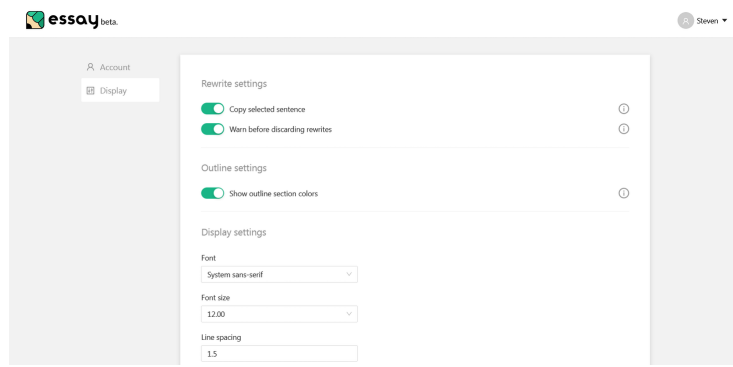 essay beta.
Steven
Account
Display
Rewrite settings
Copy selected sentence
Warn before discarding rewrites
Outline settings
Show outline section colors
Display settings
Font
System sans-serif
Font size
12.00
Line spacing
1.5